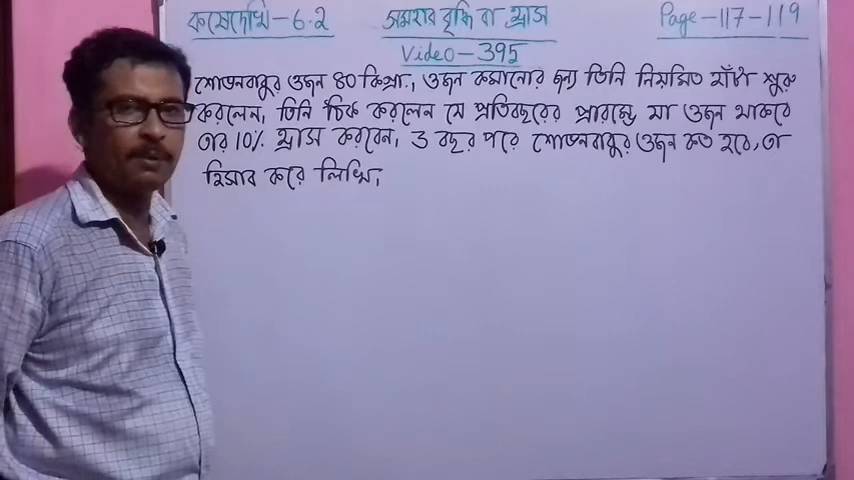 কষে দেখি - 6.2
সমহার বৃদ্ধি বা হ্রাস
Page - 117 - 119
Video - 395
শোভনবাবুর ওজন 80 কিগ্রা., ওজন কমানোর জন্য তিনি নিয়মিত হাঁটা শুরু
করলেন, তিনি ঠিক করলেন যে প্রতিবছরের প্রারম্ভে যা ওজন থাকবে
তার 10% হ্রাস করবেন, 3 বছর পরে শোভনবাবুর ওজন কত হবে, তা
হিসাব করে লিখি,